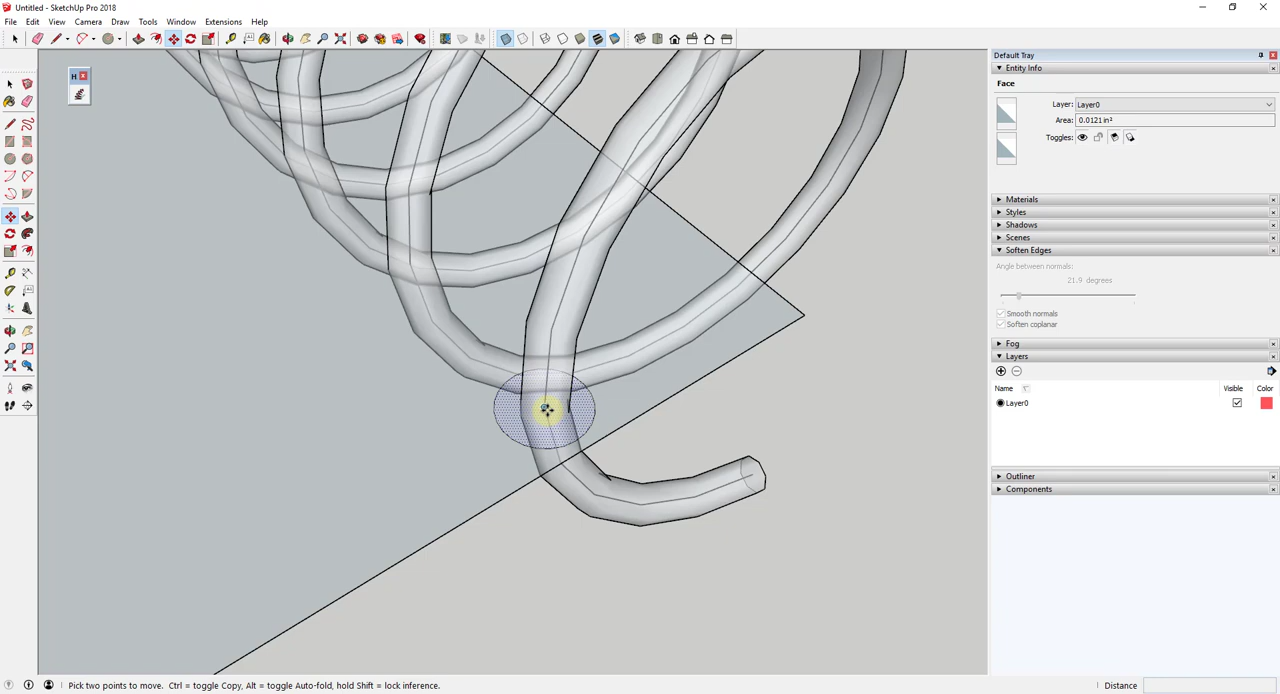 Untitled - SketchUp Pro 2018
File Edit View Camera Draw Tools Window Extensions Help
H
Default Tray
Entity Info
Face
Layer: Layer0
Area: 0.0121 in²
Toggles:
Materials
Styles
Shadows
Scenes
Soften Edges
Angle between normals:
21.9 degrees
Smooth normals
Soften coplanar
Fog
Layers
Name Visible Color
Layer0
Outliner
Components
Pick two points to move. Ctrl = toggle Copy, Alt = toggle Auto-fold, hold Shift = lock inference. Distance